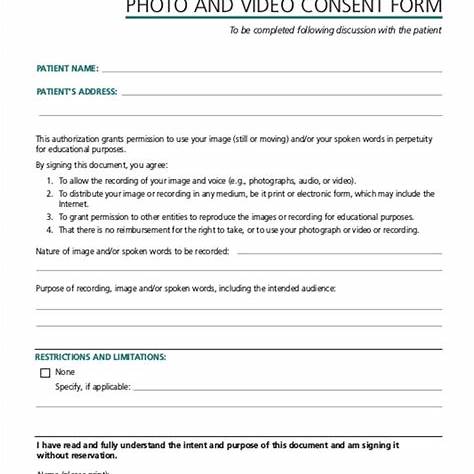 PHOTO AND VIDEO CONSENT FORM
To be completed following discussion with the patient
PATIENT NAME:
PATIENT'S ADDRESS:
This authorization grants permission to use your image (still or moving) and/or your spoken words in perpetuity
for educational purposes.
By signing this document, you agree:
1. To allow the recording of your image and voice (e.g., photographs, audio, or video).
2. To distribute your image or recording in any medium, be it print or electronic form, which may include the
Internet.
3. To grant permission to other entities to reproduce the images or recording for educational purposes.
4. That there is no reimbursement for the right to take, or to use your photograph or video or recording.
Nature of image and/or spoken words to be recorded:
Purpose of recording, image and/or spoken words, including the intended audience:
RESTRICTIONS AND LIMITATIONS:
None
Specify, if applicable:
I have read and fully understand the intent and purpose of this document and am signing it
without reservation.
Name (please print):